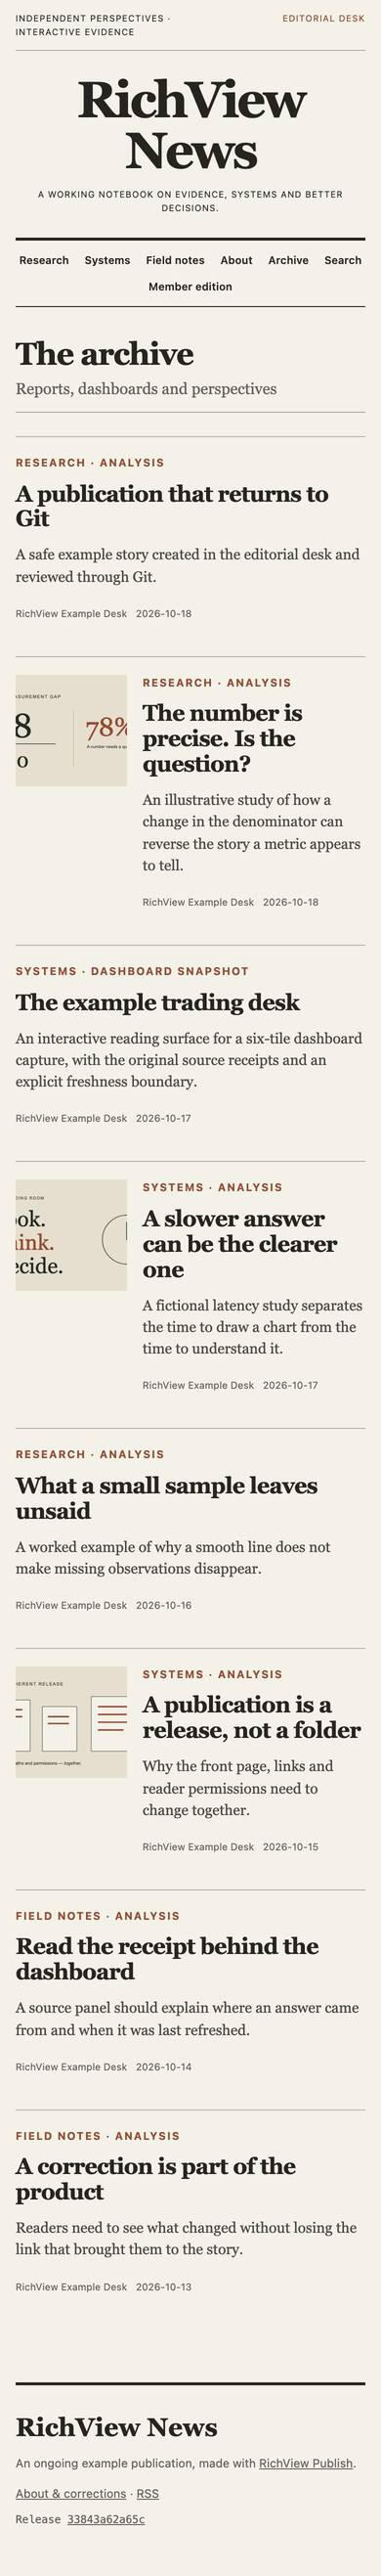 INDEPENDENT PERSPECTIVES ·
INTERACTIVE EVIDENCE
EDITORIAL DESK
RichView
News
A WORKING NOTEBOOK ON EVIDENCE, SYSTEMS AND BETTER
DECISIONS.
Research Systems Field notes About Archive Search
Member edition
The archive
Reports, dashboards and perspectives
RESEARCH · ANALYSIS
A publication that returns to
Git
A safe example story created in the editorial desk and
reviewed through Git.
RichView Example Desk 2026-10-18
RESEARCH · ANALYSIS
The number is
precise. Is the
question?
An illustrative study of how a
change in the denominator can
reverse the story a metric appears
to tell.
RichView Example Desk 2026-10-18
GAP
8
78%
A number needs a
SYSTEMS · DASHBOARD SNAPSHOT
The example trading desk
An interactive reading surface for a six-tile dashboard
capture, with the original source receipts and an
explicit freshness boundary.
RichView Example Desk 2026-10-17
ROOM
SYSTEMS · ANALYSIS
A slower answer
can be the clearer
one
A fictional latency study separates
the time to draw a chart from the
time to understand it.
RichView Example Desk 2026-10-17
RESEARCH · ANALYSIS
What a small sample leaves
unsaid
A worked example of why a smooth line does not
make missing observations disappear.
RichView Example Desk 2026-10-16
RELEASE
and permissions — together.
SYSTEMS · ANALYSIS
A publication is a
release, not a folder
Why the front page, links and
reader permissions need to
change together.
RichView Example Desk 2026-10-15
FIELD NOTES · ANALYSIS
Read the receipt behind the
dashboard
A source panel should explain where an answer came
from and when it was last refreshed.
RichView Example Desk 2026-10-14
FIELD NOTES · ANALYSIS
A correction is part of the
product
Readers need to see what changed without losing the
link that brought them to the story.
RichView Example Desk 2026-10-13
RichView News
An ongoing example publication, made with RichView Publish.
About & corrections · RSS
Release 33843a62a65c